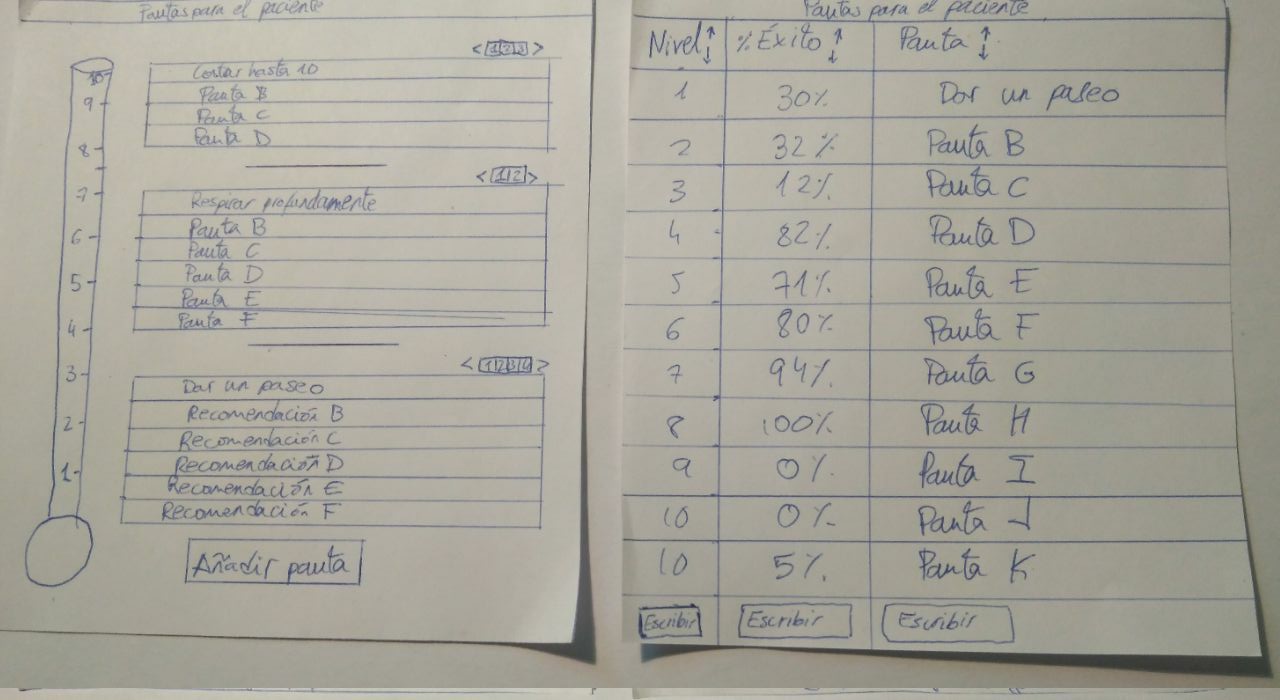 Pautas para el paciente
< 1 2 3 >
Contar hasta 10
Pauta B
Pauta C
Pauta D
< 1 2 >
Respirar profundamente
Pauta B
Pauta C
Pauta D
Pauta E
Pauta F
< 1 2 3 4 >
Dar un paseo
Recomendación B
Recomendación C
Recomendación D
Recomendación E
Recomendación F
Añadir pauta
10
9
8
7
6
5
4
3
2
1
Pautas para el paciente
Nivel ↑↓ % Éxito ↑↓ Pauta ↑↓
1 30% Dar un paseo
2 32% Pauta B
3 12% Pauta C
4 82% Pauta D
5 71% Pauta E
6 80% Pauta F
7 94% Pauta G
8 100% Pauta H
9 0% Pauta I
10 0% Pauta J
10 5% Pauta K
Escribir Escribir Escribir